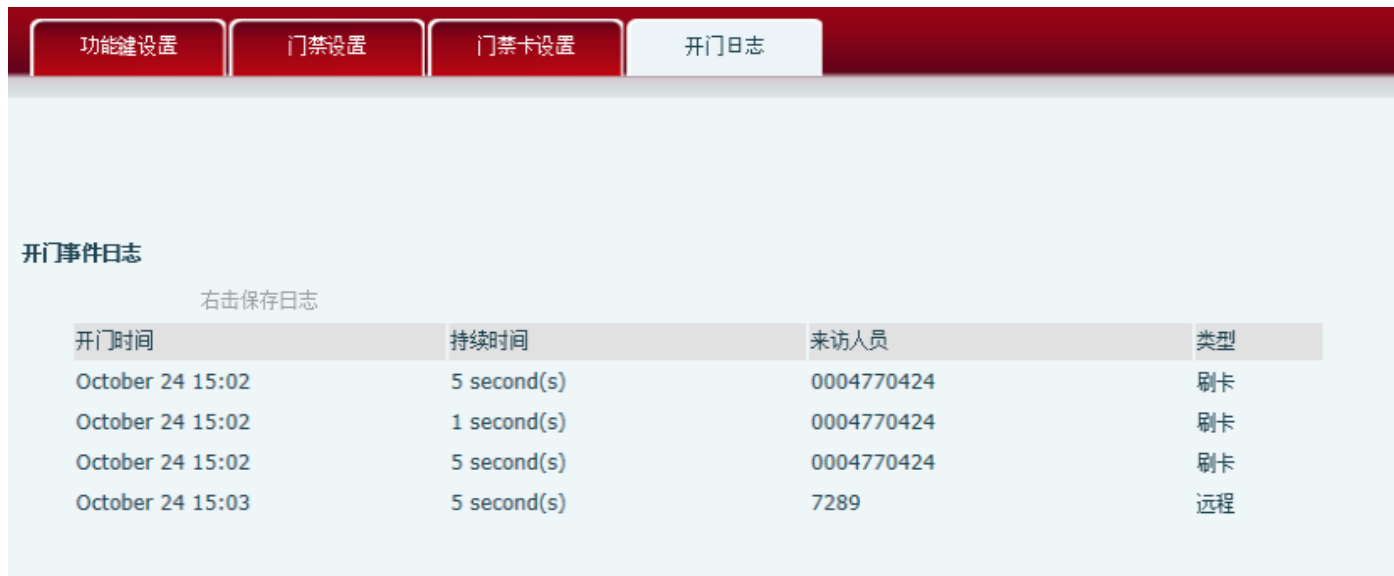 功能键设置 门禁设置 门禁卡设置 开门日志
开门事件日志
右击保存日志
开门时间 持续时间 来访人员 类型
October 24 15:02 5 second(s) 0004770424 刷卡
October 24 15:02 1 second(s) 0004770424 刷卡
October 24 15:02 5 second(s) 0004770424 刷卡
October 24 15:03 5 second(s) 7289 远程